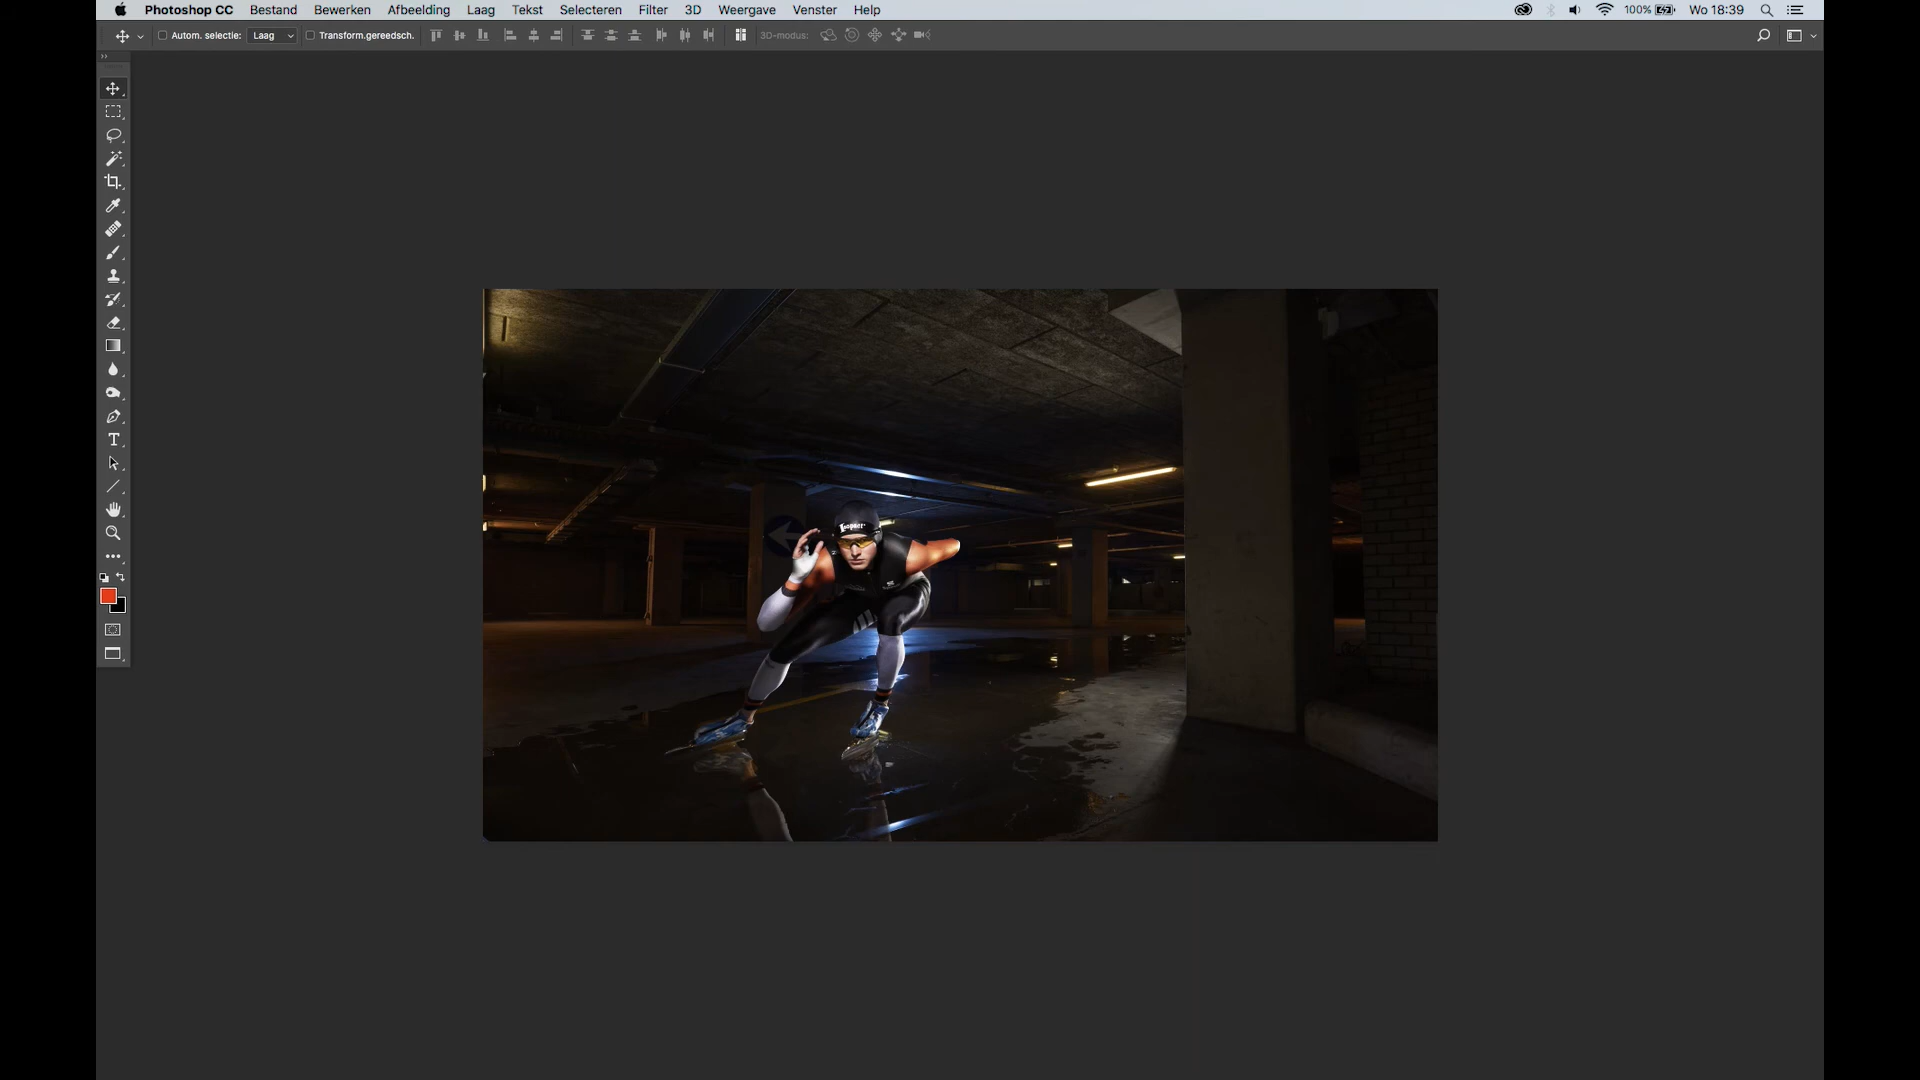 Photoshop CC Bestand Bewerken Afbeelding Laag Tekst Selecteren Filter 3D Weergave Venster Help 100% Wo 18:39
Autom. selectie: Laag Transform.gereedsch. 3D-modus:
T